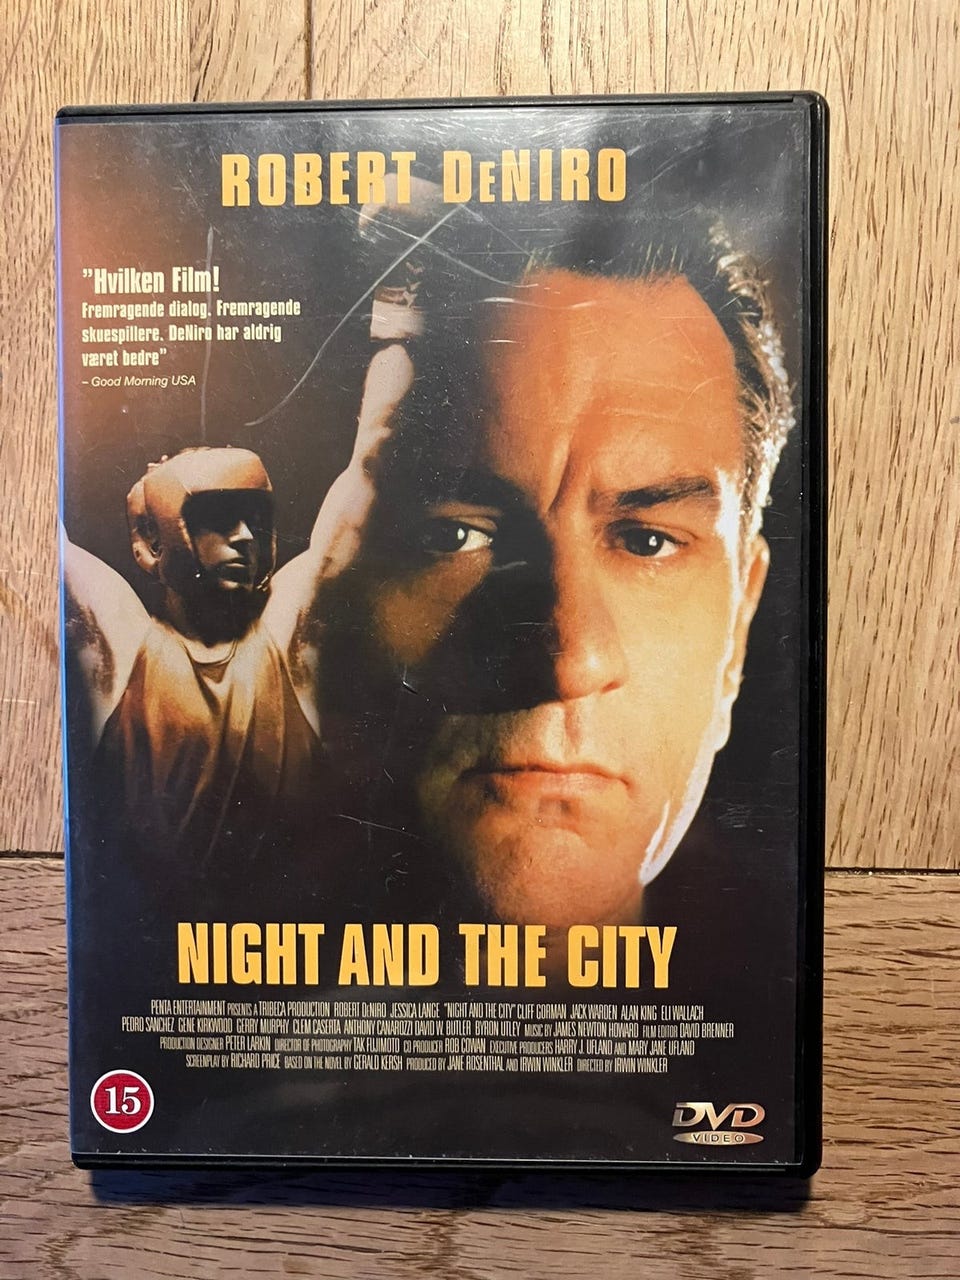 ROBERT DENIRO
"Hvilken Film!
Fremragende dialog. Fremragende
skuespillere. DeNiro har aldrig
været bedre"
– Good Morning USA
NIGHT AND THE CITY
PENTA ENTERTAINMENT PRESENTS A TRIBECA PRODUCTION ROBERT DENIRO JESSICA LANGE "NIGHT AND THE CITY" CLIFF GORMAN JACK WARDEN ALAN KING ELI WALLACH
PEDRO SANCHEZ GENE KIRKWOOD GERRY MURPHY CLEM CASERTA ANTHONY CANAROZZI DAVID W. BUTLER BYRON UTLEY MUSIC BY JAMES NEWTON HOWARD FILM EDITOR DAVID BRENNER
PRODUCTION DESIGNER PETER LARKIN DIRECTOR OF PHOTOGRAPHY TAK FUJIMOTO CO PRODUCER ROB COWAN EXECUTIVE PRODUCERS HARRY J. UFLAND AND MARY JANE UFLAND
SCREENPLAY BY RICHARD PRICE BASED ON THE NOVEL BY GERALD KERSH PRODUCED BY JANE ROSENTHAL AND IRWIN WINKLER DIRECTED BY IRWIN WINKLER
15
DVD
VIDEO